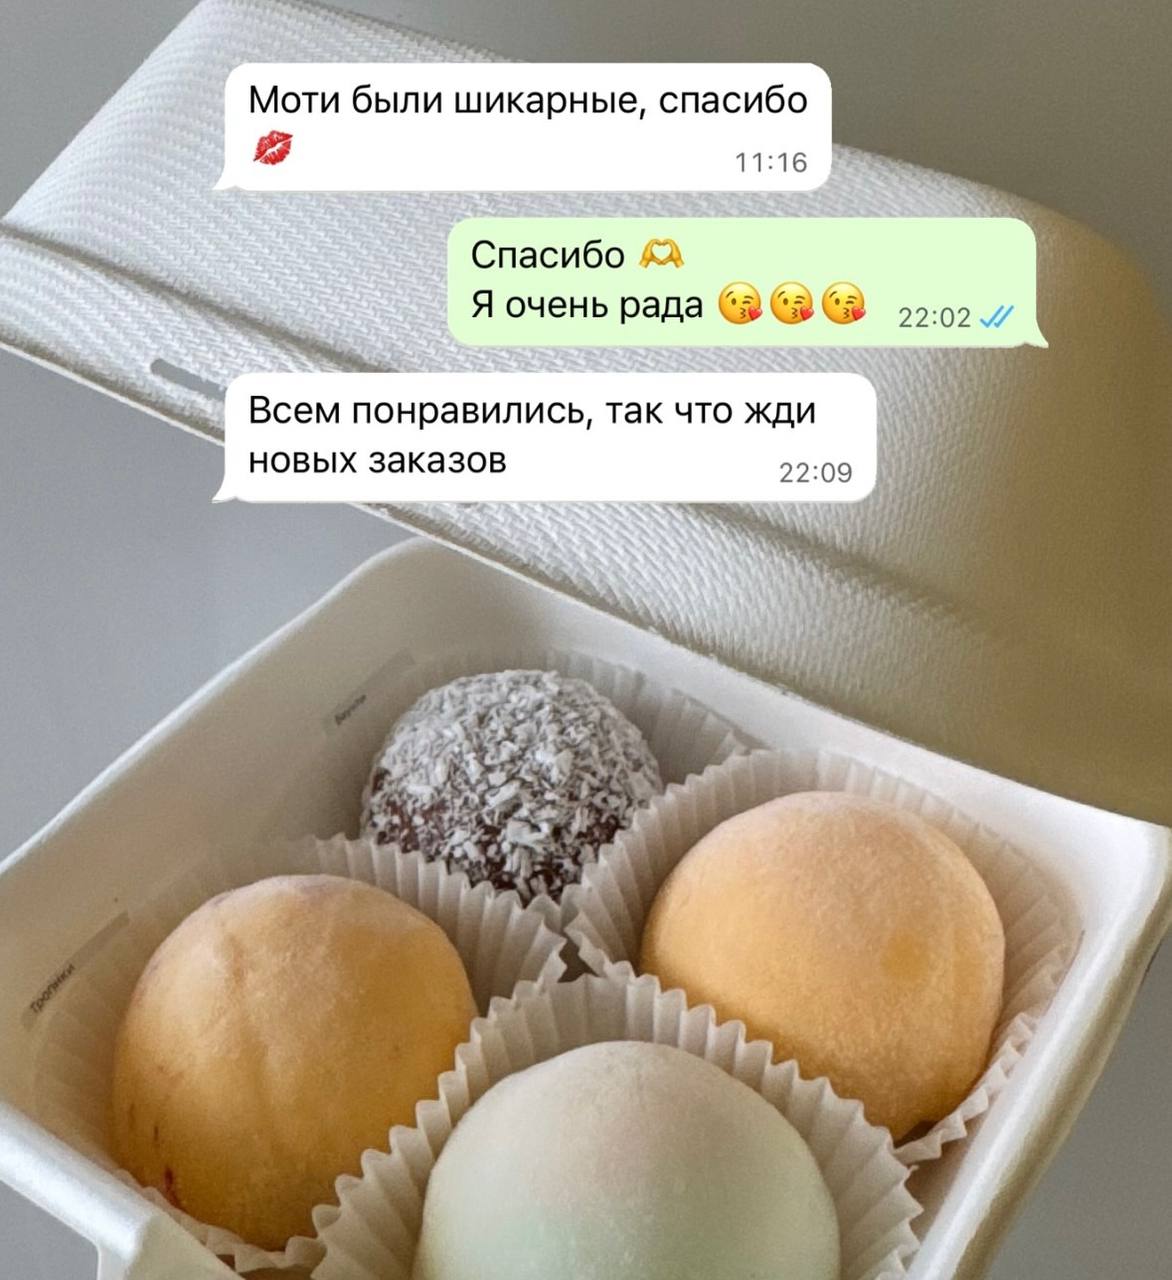 Моти были шикарные, спасибо
💋
11:16
Спасибо 🫶
Я очень рада 😘😘😘
22:02
Всем понравились, так что жди
новых заказов
22:09
Тропики